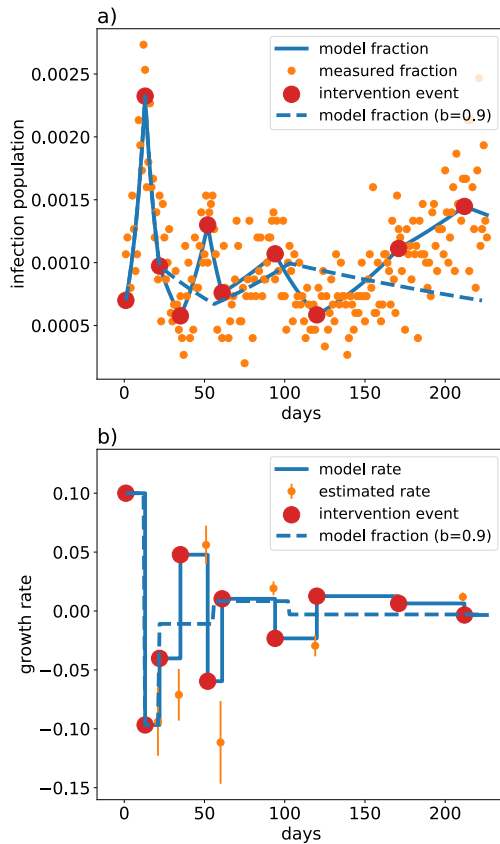 a)
model fraction
measured fraction
intervention event
model fraction (b=0.9)
0.0025
0.0020
0.0015
0.0010
0.0005
infection population
0
50
100
150
200
days
b)
model rate
estimated rate
intervention event
model fraction (b=0.9)
0.10
0.05
0.00
−0.05
−0.10
−0.15
growth rate
0
50
100
150
200
days